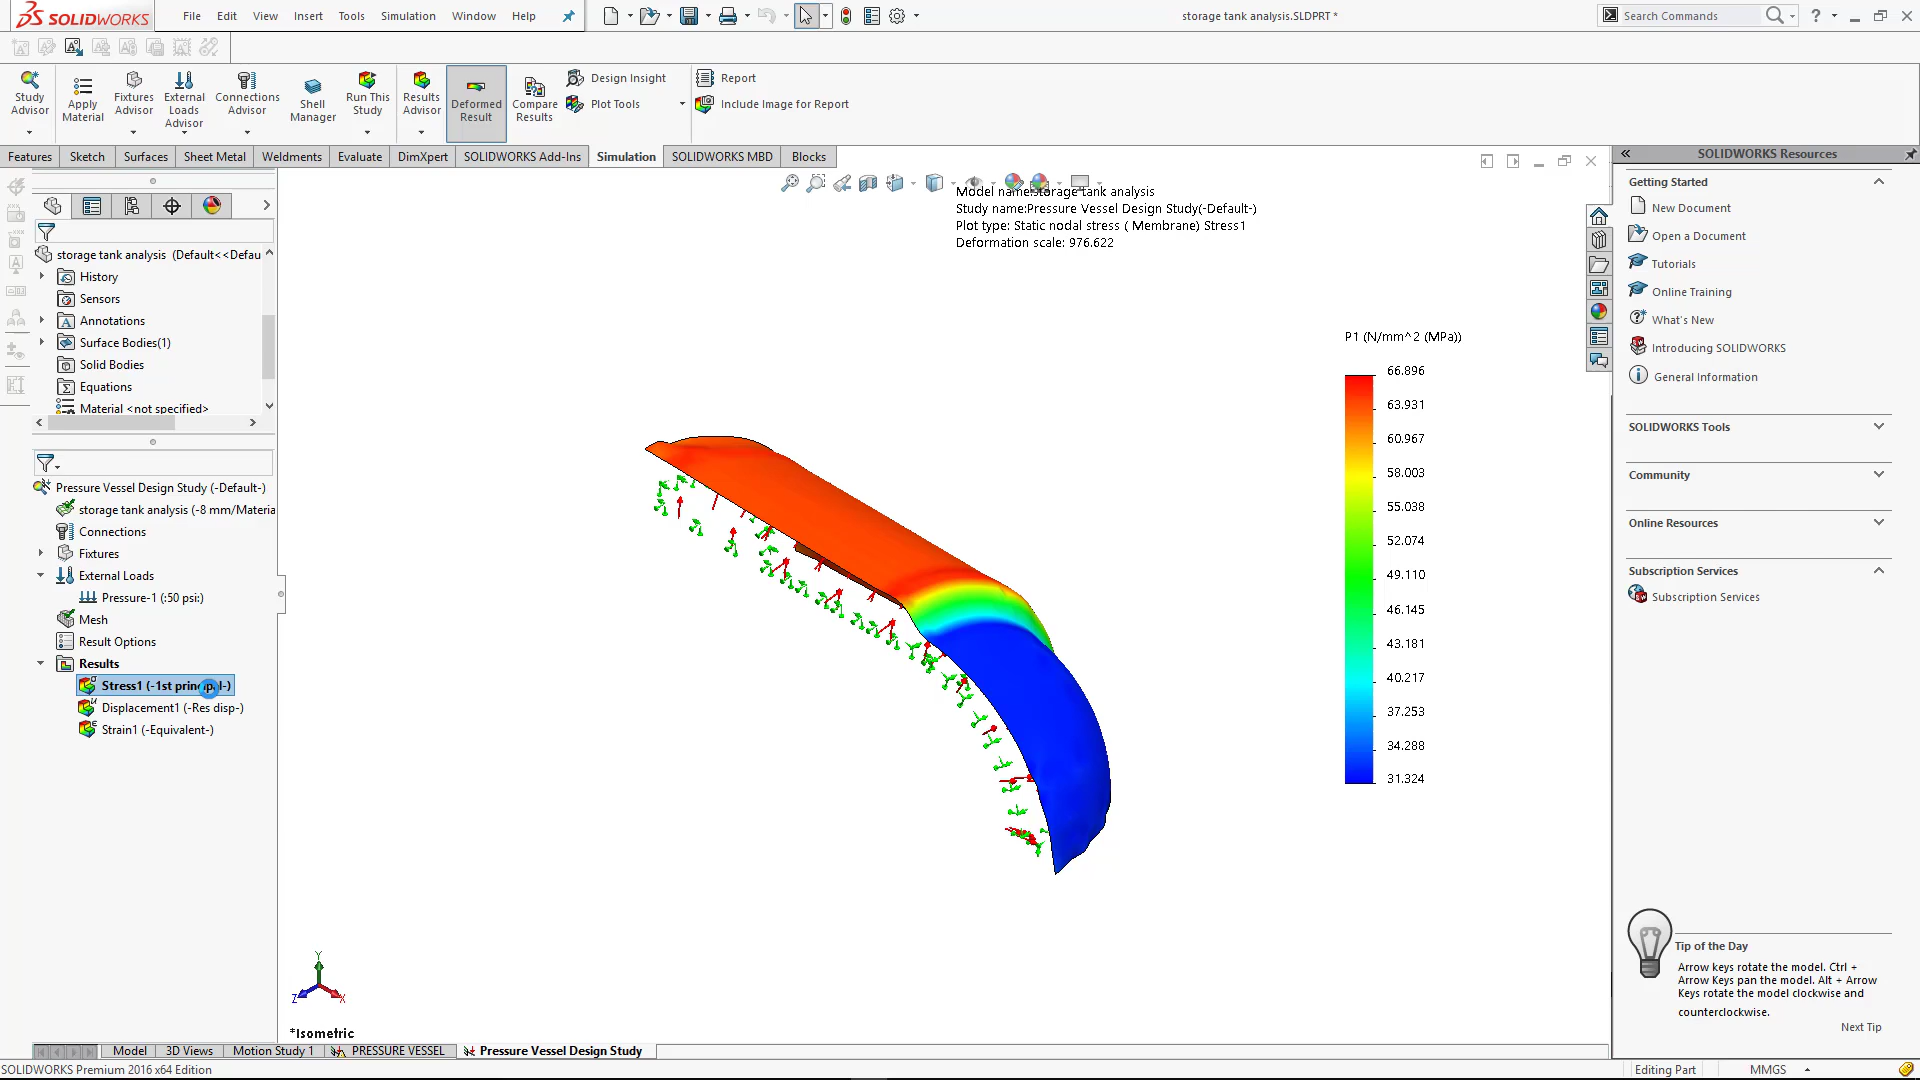 SOLIDWORKS
File Edit View Insert Tools Simulation Window Help
storage tank analysis.SLDPRT *
Search Commands
?
Study Advisor
Apply Material
Fixtures Advisor
External Loads Advisor
Connections Advisor
Shell Manager
Run This Study
Results Advisor
Deformed Result
Compare Results
Design Insight
Plot Tools
Report
Include Image for Report
Features Sketch Surfaces Sheet Metal Weldments Evaluate DimXpert SOLIDWORKS Add-Ins Simulation SOLIDWORKS MBD Blocks
storage tank analysis (Default<<Defau
History
Sensors
Annotations
Surface Bodies(1)
Solid Bodies
Equations
Material <not specified>
Pressure Vessel Design Study (-Default-)
storage tank analysis (-8 mm/Materia
Connections
Fixtures
External Loads
Pressure-1 (:50 psi:)
Mesh
Result Options
Results
Stress1 (-1st principal-)
Displacement1 (-Res disp-)
Strain1 (-Equivalent-)
Model name:storage tank analysis
Study name:Pressure Vessel Design Study(-Default-)
Plot type: Static nodal stress ( Membrane) Stress1
Deformation scale: 976.622
P1 (N/mm^2 (MPa))
66.896
63.931
60.967
58.003
55.038
52.074
49.110
46.145
43.181
40.217
37.253
34.288
31.324
Y
Z
X
*Isometric
SOLIDWORKS Resources
Getting Started
New Document
Open a Document
Tutorials
Online Training
What's New
Introducing SOLIDWORKS
General Information
SOLIDWORKS Tools
Community
Online Resources
Subscription Services
Subscription Services
Tip of the Day
Arrow keys rotate the model. Ctrl +
Arrow Keys pan the model. Alt + Arrow
Keys rotate the model clockwise and
counterclockwise.
Next Tip
Model 3D Views Motion Study 1 PRESSURE VESSEL Pressure Vessel Design Study
SOLIDWORKS Premium 2016 x64 Edition
Editing Part
MMGS